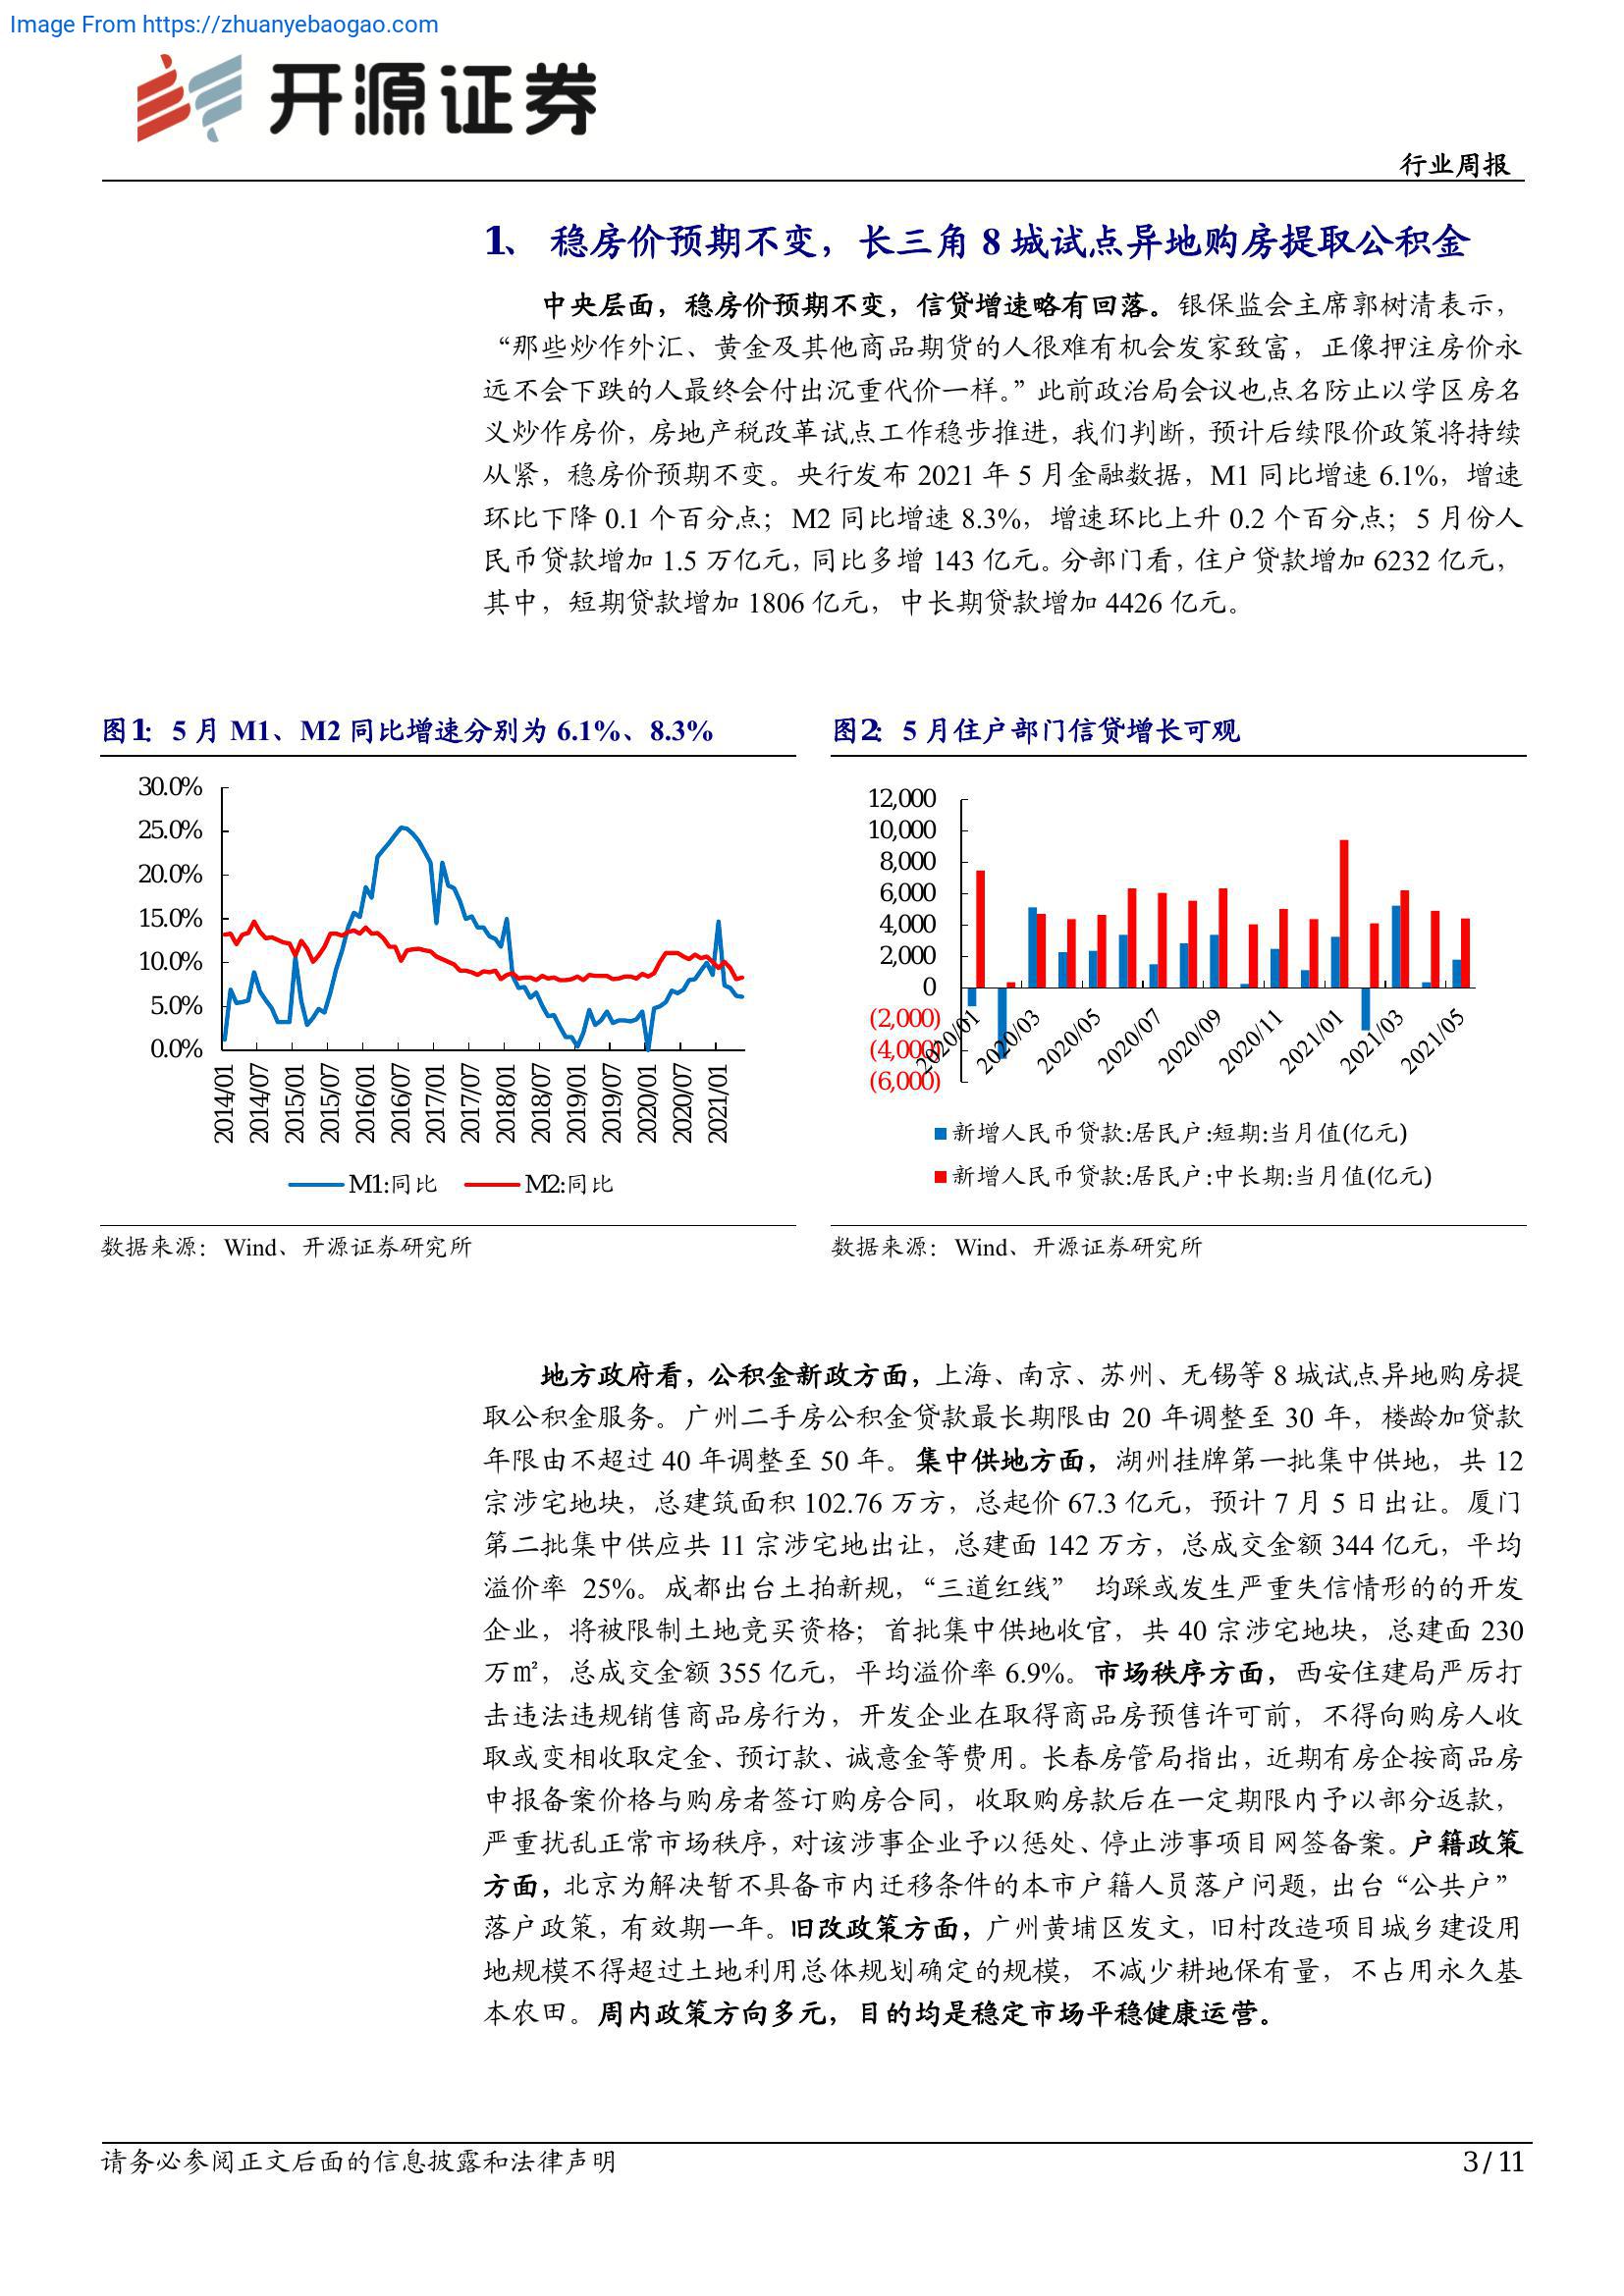 Image From https://zhuanyebaogao.com
开源证券
行业周报
1、 稳房价预期不变，长三角 8 城试点异地购房提取公积金
中央层面，稳房价预期不变，信贷增速略有回落。银保监会主席郭树清表示，
“那些炒作外汇、黄金及其他商品期货的人很难有机会发家致富，正像押注房价永
远不会下跌的人最终会付出沉重代价一样。”此前政治局会议也点名防止以学区房名
义炒作房价，房地产税改革试点工作稳步推进，我们判断，预计后续限价政策将持续
从紧，稳房价预期不变。央行发布 2021 年 5 月金融数据，M1 同比增速 6.1%，增速
环比下降 0.1 个百分点；M2 同比增速 8.3%，增速环比上升 0.2 个百分点；5 月份人
民币贷款增加 1.5 万亿元，同比多增 143 亿元。分部门看，住户贷款增加 6232 亿元，
其中，短期贷款增加 1806 亿元，中长期贷款增加 4426 亿元。
图1：5 月 M1、M2 同比增速分别为 6.1%、8.3%
30.0%
25.0%
20.0%
15.0%
10.0%
5.0%
0.0%
2014/01
2014/07
2015/01
2015/07
2016/01
2016/07
2017/01
2017/07
2018/01
2018/07
2019/01
2019/07
2020/01
2020/07
2021/01
M1:同比 M2:同比
数据来源：Wind、开源证券研究所
图2：5 月住户部门信贷增长可观
12,000
10,000
8,000
6,000
4,000
2,000
0
(2,000)
(4,000)
(6,000)
2020/01
2020/03
2020/05
2020/07
2020/09
2020/11
2021/01
2021/03
2021/05
新增人民币贷款:居民户:短期:当月值(亿元)
新增人民币贷款:居民户:中长期:当月值(亿元)
数据来源：Wind、开源证券研究所
地方政府看，公积金新政方面，上海、南京、苏州、无锡等 8 城试点异地购房提
取公积金服务。广州二手房公积金贷款最长期限由 20 年调整至 30 年，楼龄加贷款
年限由不超过 40 年调整至 50 年。集中供地方面，湖州挂牌第一批集中供地，共 12
宗涉宅地块，总建筑面积 102.76 万方，总起价 67.3 亿元，预计 7 月 5 日出让。厦门
第二批集中供应共 11 宗涉宅地出让，总建面 142 万方，总成交金额 344 亿元，平均
溢价率 25%。成都出台土拍新规，“三道红线” 均踩或发生严重失信情形的的开发
企业，将被限制土地竞买资格；首批集中供地收官，共 40 宗涉宅地块，总建面 230
万㎡，总成交金额 355 亿元，平均溢价率 6.9%。市场秩序方面，西安住建局严厉打
击违法违规销售商品房行为，开发企业在取得商品房预售许可前，不得向购房人收
取或变相收取定金、预订款、诚意金等费用。长春房管局指出，近期有房企按商品房
申报备案价格与购房者签订购房合同，收取购房款后在一定期限内予以部分返款，
严重扰乱正常市场秩序，对该涉事企业予以惩处、停止涉事项目网签备案。户籍政策
方面，北京为解决暂不具备市内迁移条件的本市户籍人员落户问题，出台“公共户”
落户政策，有效期一年。旧改政策方面，广州黄埔区发文，旧村改造项目城乡建设用
地规模不得超过土地利用总体规划确定的规模，不减少耕地保有量，不占用永久基
本农田。周内政策方向多元，目的均是稳定市场平稳健康运营。
请务必参阅正文后面的信息披露和法律声明
3 / 11